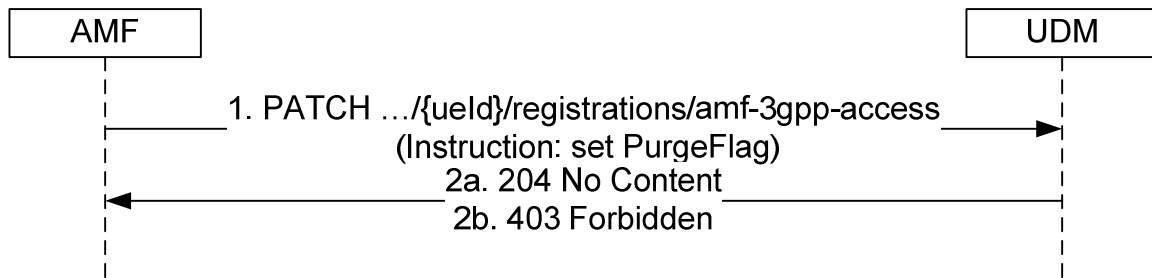 AMF
UDM
1. PATCH …/{ueId}/registrations/amf-3gpp-access
(Instruction: set PurgeFlag)
2a. 204 No Content
2b. 403 Forbidden